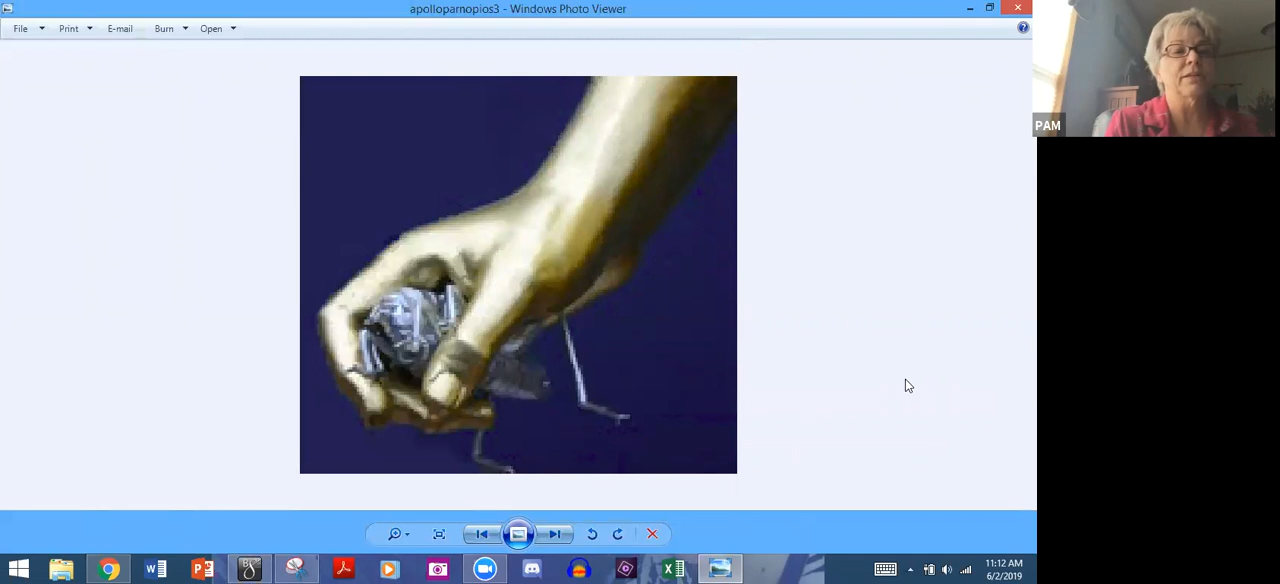 apolloparnopios3 - Windows Photo Viewer
File Print E-mail Burn Open
PAM
11:12 AM
6/2/2019